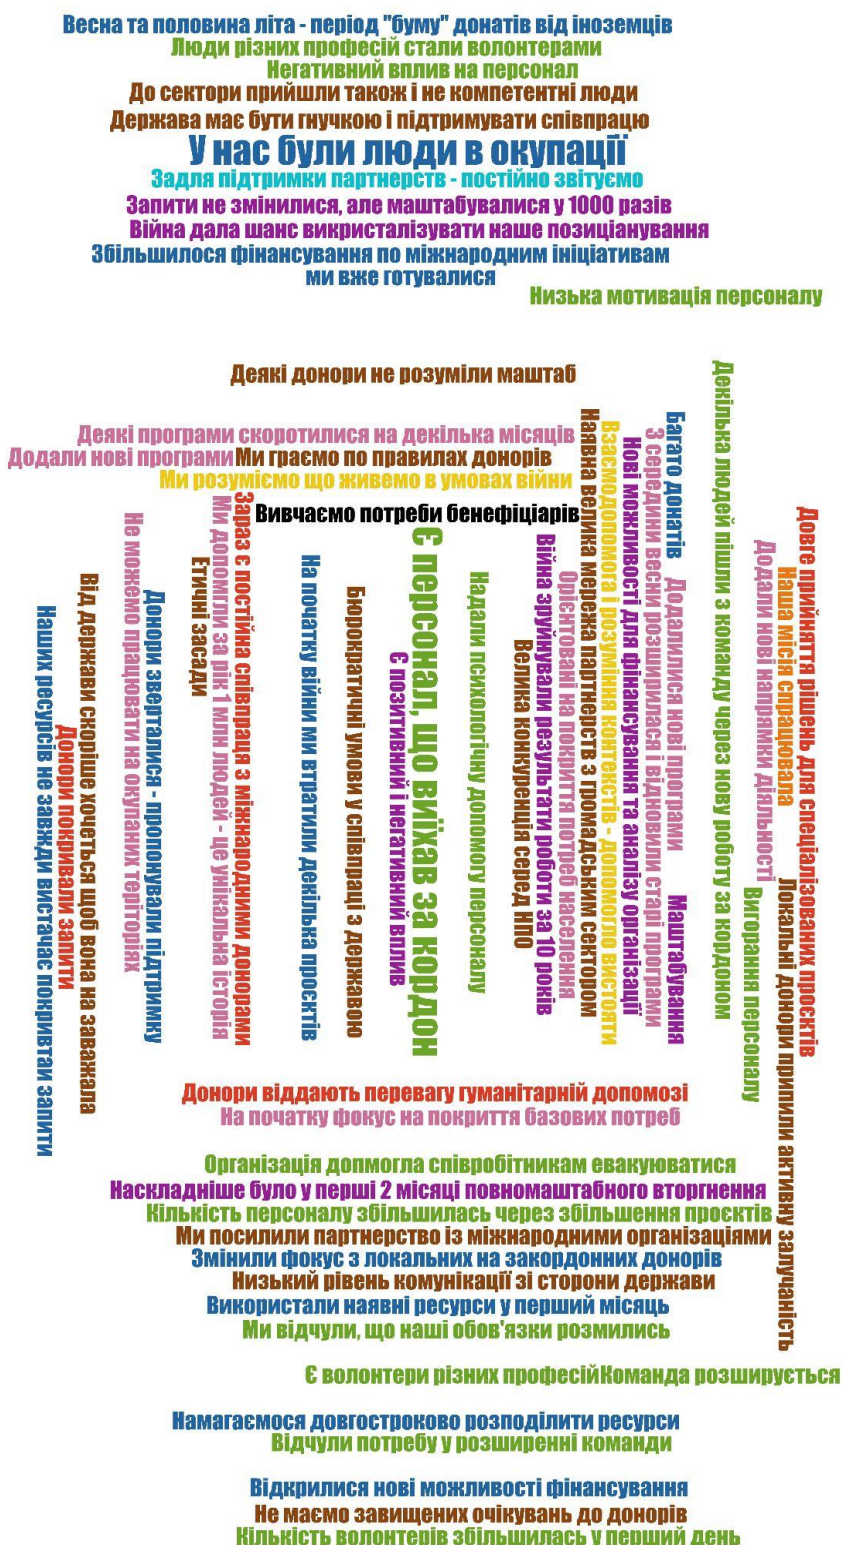 Весна та половина літа - період "буму" донатів від іноземців
Люди різних професій стали волонтерами
Негативний вплив на персонал
До сектори прийшли також і не компетентні люди
Держава має бути гнучкою і підтримувати співпрацю
У нас були люди в окупації
Задля підтримки партнерств - постійно звітуємо
Запити не змінилися, але маштабувалися у 1000 разів
Війна дала шанс викристалізувати наше позиціанування
Збільшилося фінансування по міжнародним ініціативам
ми вже готувалися
Низька мотивація персоналу
Деякі донори не розуміли маштаб
Деякі програми скоротилися на декілька місяців
Додали нові програми
Ми граємо по правилах донорів
Ми розуміємо що живемо в умовах війни
Вивчаємо потреби бенефіціарів
Наших ресурсів не завжди вистачає покривтаи запити
Донори покривали запити
Від держави скоріше хочеться щоб вона на заважала
Не можемо працювати на окупаних територіях
Донори зверталися - пропонували підтримку
Етичні засади
Ми допомгли за рік 1 млн людей - це унікальна історія
Зараз є постійна співпраця з міжнародними донорами
На початку війни ми втратили декілька проєктів
Бюрократичні умови у співпраці з державою
Є позитивний і негативний вплив
Є персонал, що виїхав за кордон
Надали психологічну допомогу персоналу
Велика конкуненція серед НПО
Війна зруйнували результати роботи за 10 років
Орієнтовані на покриття потреб населення
Наявна велика мережа партнерств з громадським сектором
Взаємодопомога і розуміння контекстів - допомогло вистояти
Нові можливості для фінансування та аналізу організації
З середини весни розширилася і відновили старі програми
Багато донатів
Додалилися нові програми
Маштабування
Декілька людей пішли з команду через нову роботу за кордоном
Вигорання персоналу
Додали нові напрямки діяльності
Наша місія спрацювала
Локальні донори припили активну залучаність
Довге прийняття рішень для спеціалізованих проєктів
Донори віддають перевагу гуманітарній допомозі
На початку фокус на покриття базових потреб
Організація допмогла співробітникам евакуюватися
Наскладніше було у перші 2 місяці повномаштабного вторгнення
Кількість персоналу збільшилась через збільшення проєктів
Ми посилили партнерство із міжнародними організаціями
Змінили фокус з локальних на закордонних донорів
Низький рівень комунікації зі сторони держави
Використали наявні ресурси у перший місяць
Ми відчули, що наші обов'язки розмились
Є волонтери різних професій
Команда розширується
Намагаємося довгостроково розподілити ресурси
Відчули потребу у розширенні команди
Відкрилися нові можливості фінансування
Не маємо завищених очікувань до донорів
Кількість волонтерів збільшилась у перший день